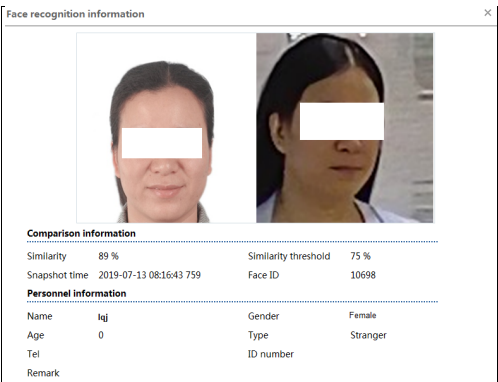 Face recognition information ×
Comparison information
Similarity 89 % Similarity threshold 75 %
Snapshot time 2019-07-13 08:16:43 759 Face ID 10698
Personnel information
Name lqj Gender Female
Age 0 Type Stranger
Tel ID number
Remark